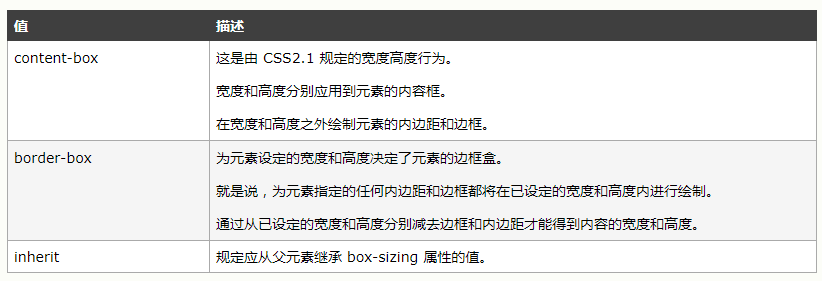 值 描述
content-box 这是由 CSS2.1 规定的宽度高度行为。
宽度和高度分别应用到元素的内容框。
在宽度和高度之外绘制元素的内边距和边框。
border-box 为元素设定的宽度和高度决定了元素的边框盒。
就是说，为元素指定的任何内边距和边框都将在已设定的宽度和高度内进行绘制。
通过从已设定的宽度和高度分别减去边框和内边距才能得到内容的宽度和高度。
inherit 规定应从父元素继承 box-sizing 属性的值。